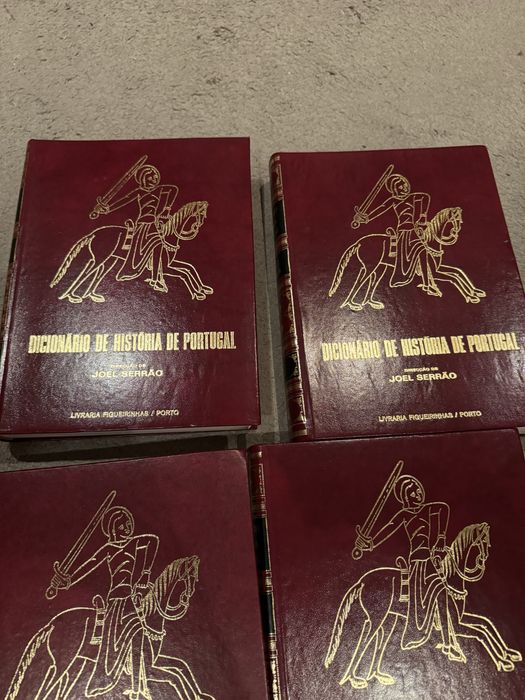 DICIONÁRIO DE HISTÓRIA DE PORTUGAL
DIRECÇÃO DE
JOEL SERRÃO
LIVRARIA FIGUEIRINHAS / PORTO
DICIONÁRIO DE HISTÓRIA DE PORTUGAL
DIRECÇÃO DE
JOEL SERRÃO
LIVRARIA FIGUEIRINHAS / PORTO